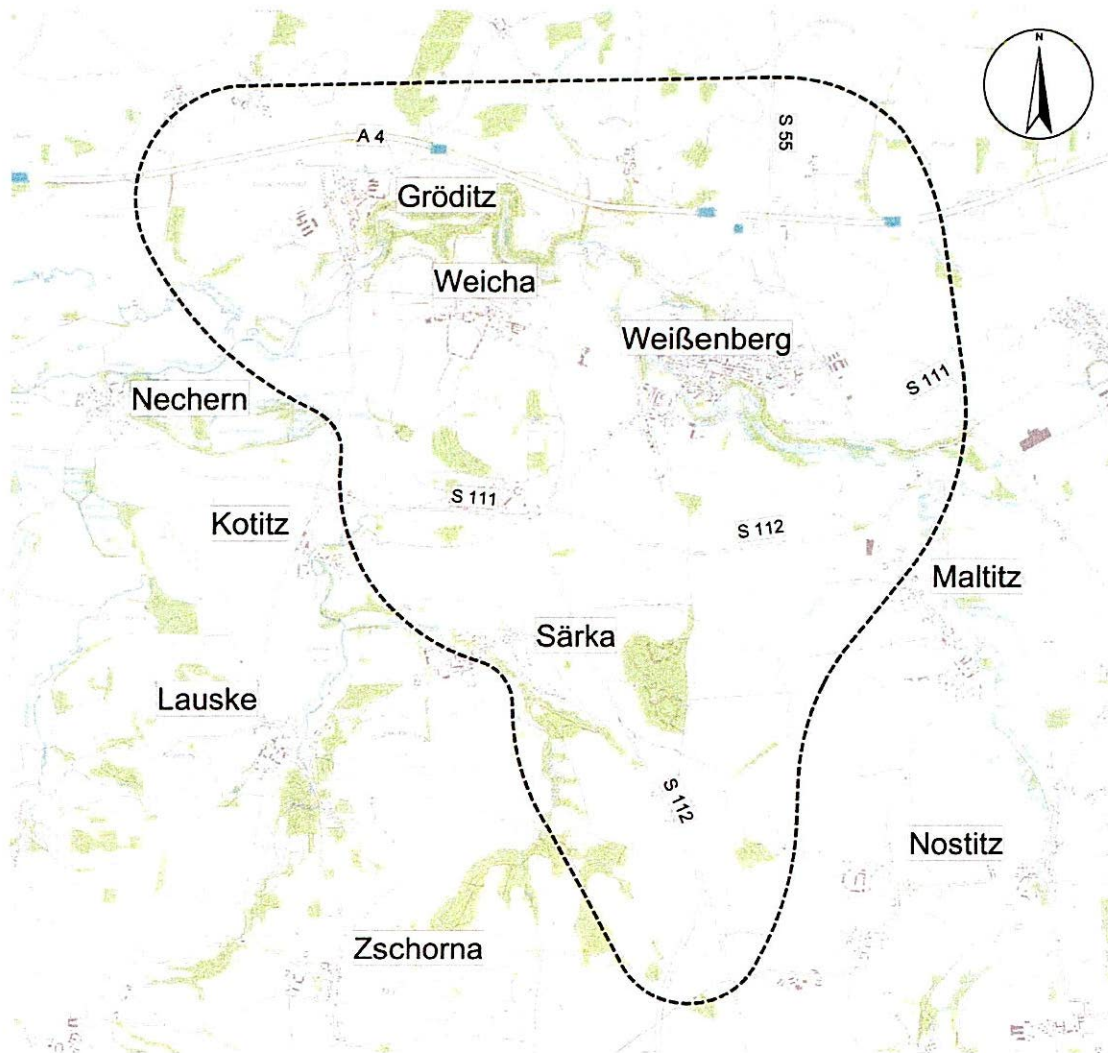 N
A 4
S 55
Gröditz
Weicha
Weißenberg
S 111
Nechern
S 111
Kotitz
S 112
Maltitz
Särka
Lauske
S 112
Nostitz
Zschorna